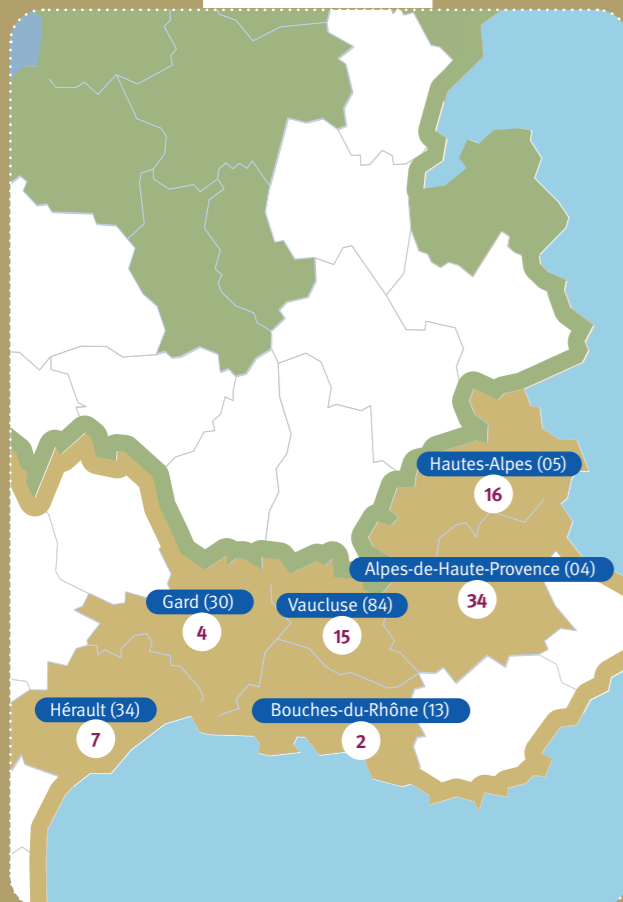 Hautes-Alpes (05)
16
Alpes-de-Haute-Provence (04)
34
Gard (30)
4
Vaucluse (84)
15
Hérault (34)
7
Bouches-du-Rhône (13)
2